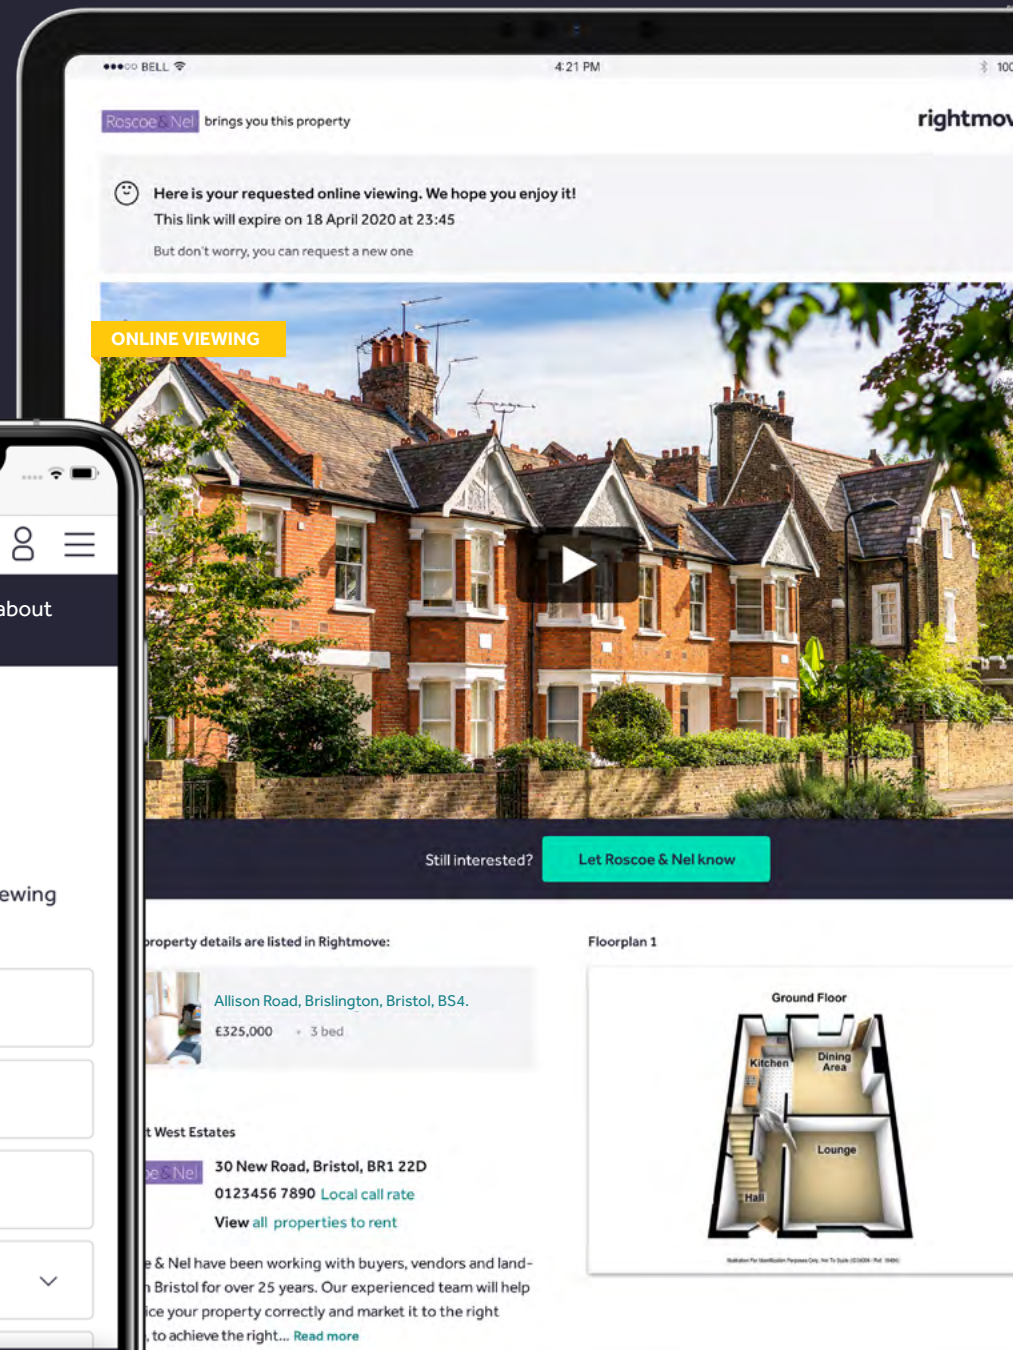 BELL
4:21 PM
100
Roscoe & Nel brings you this property
rightmov
Here is your requested online viewing. We hope you enjoy it!
This link will expire on 18 April 2020 at 23:45
But don't worry, you can request a new one
ONLINE VIEWING
about
ewing
Still interested?
Let Roscoe & Nel know
property details are listed in Rightmove:
Allison Road, Brislington, Bristol, BS4.
£325,000 • 3 bed
t West Estates
oe & Nel
30 New Road, Bristol, BR1 22D
0123456 7890 Local call rate
View all properties to rent
e & Nel have been working with buyers, vendors and land-
n Bristol for over 25 years. Our experienced team will help
ice your property correctly and market it to the right
, to achieve the right... Read more
Floorplan 1
Ground Floor
Kitchen
Dining
Area
Lounge
Hall